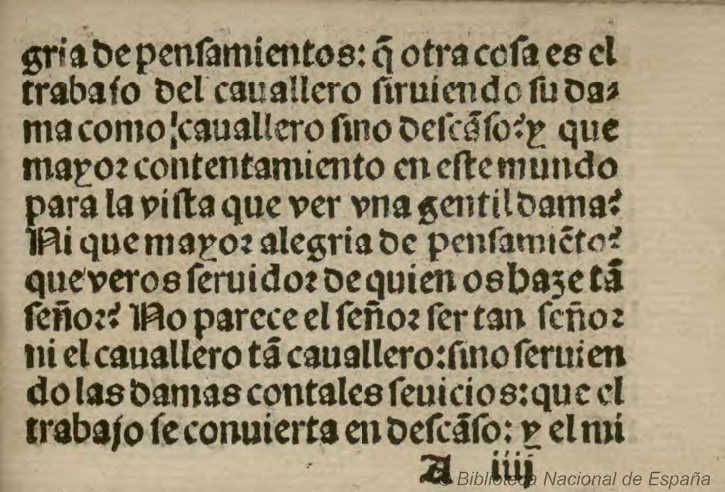 gria de pensamientos: q̃ otra cosa es el
trabajo del cauallero siruiendo su da⸗
ma como cauallero sino descãso? y que
mayor contentamiento en este mundo
para la vista que ver vna gentil dama?
Ni que mayor alegria de pensamiẽto?
que veros seruidor de quien os haze tã
señor? No parece el señor ser tan señor
ni el cauallero tã cauallero: sino seruien
do las damas con tales seuicios: que el
trabajo se conuierta en descãso: y el mi
A iiij
Biblioteca Nacional de España